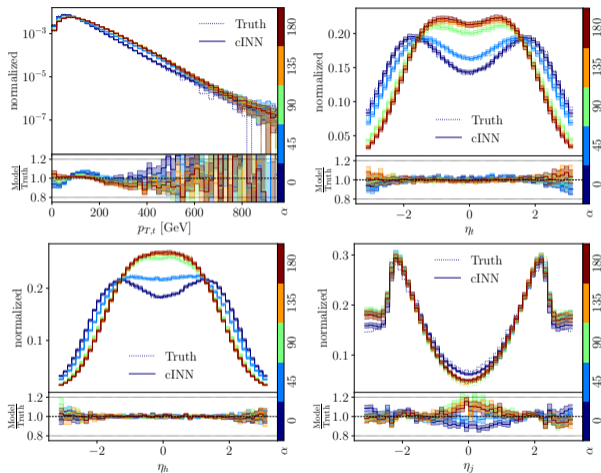 normalized
10⁻³
10⁻⁵
10⁻⁷
Truth
cINN
Model
Truth
1.2
1.0
0.8
0 200 400 600 800
p_{T,t} [GeV]
0 45 90 135 180
α
normalized
0.20
0.15
0.10
0.05
Truth
cINN
Model
Truth
1.2
1.0
0.8
−2 0 2
η_t
0 45 90 135 180
α
normalized
0.2
0.1
Truth
cINN
Model
Truth
1.2
1.0
0.8
−2 0 2
η_h
0 45 90 135 180
α
normalized
0.3
0.2
0.1
Truth
cINN
Model
Truth
1.2
1.0
0.8
−2 0 2
η_j
0 45 90 135 180
α